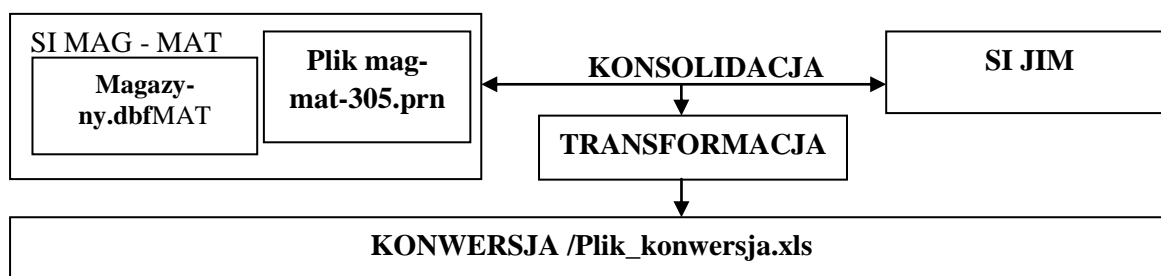 SI MAG - MAT
Magazy-
ny.dbfMAT
Plik mag-
mat-305.prn
KONSOLIDACJA
SI JIM
TRANSFORMACJA
KONWERSJA /Plik_konwersja.xls